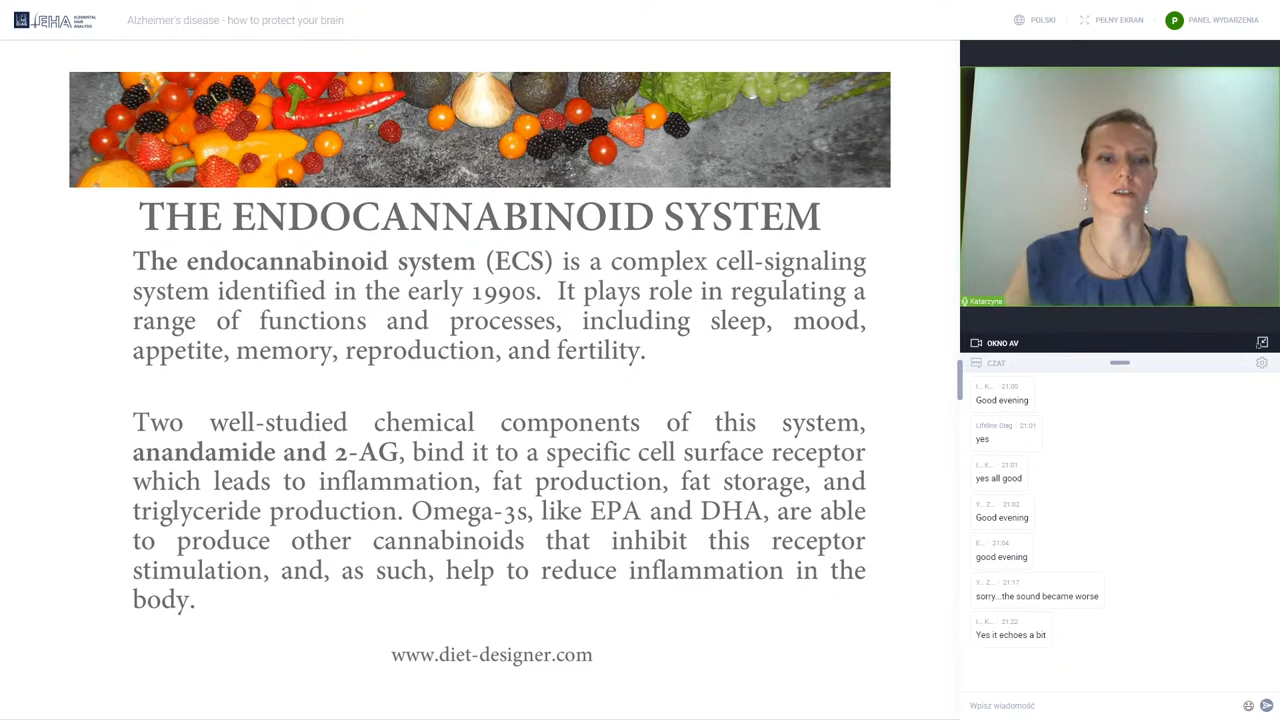 EHA ELEMENTAL
HAIR
ANALYSIS
Alzheimer's disease - how to protect your brain
POLSKI
PEŁNY EKRAN
P
PANEL WYDARZENIA
THE ENDOCANNABINOID SYSTEM
The endocannabinoid system (ECS) is a complex cell-signaling
system identified in the early 1990s. It plays role in regulating a
range of functions and processes, including sleep, mood,
appetite, memory, reproduction, and fertility.
Two well-studied chemical components of this system,
anandamide and 2-AG, bind it to a specific cell surface receptor
which leads to inflammation, fat production, fat storage, and
triglyceride production. Omega-3s, like EPA and DHA, are able
to produce other cannabinoids that inhibit this receptor
stimulation, and, as such, help to reduce inflammation in the
body.
www.diet-designer.com
Katarzyna
OKNO AV
CZAT
I... K... · 21:00
Good evening
Lifeline Diag · 21:01
yes
I... K... · 21:01
yes all good
Y... Z... · 21:02
Good evening
E... · 21:04
good evening
Y... Z... · 21:17
sorry...the sound became worse
I... K... · 21:22
Yes it echoes a bit
Wpisz wiadomość